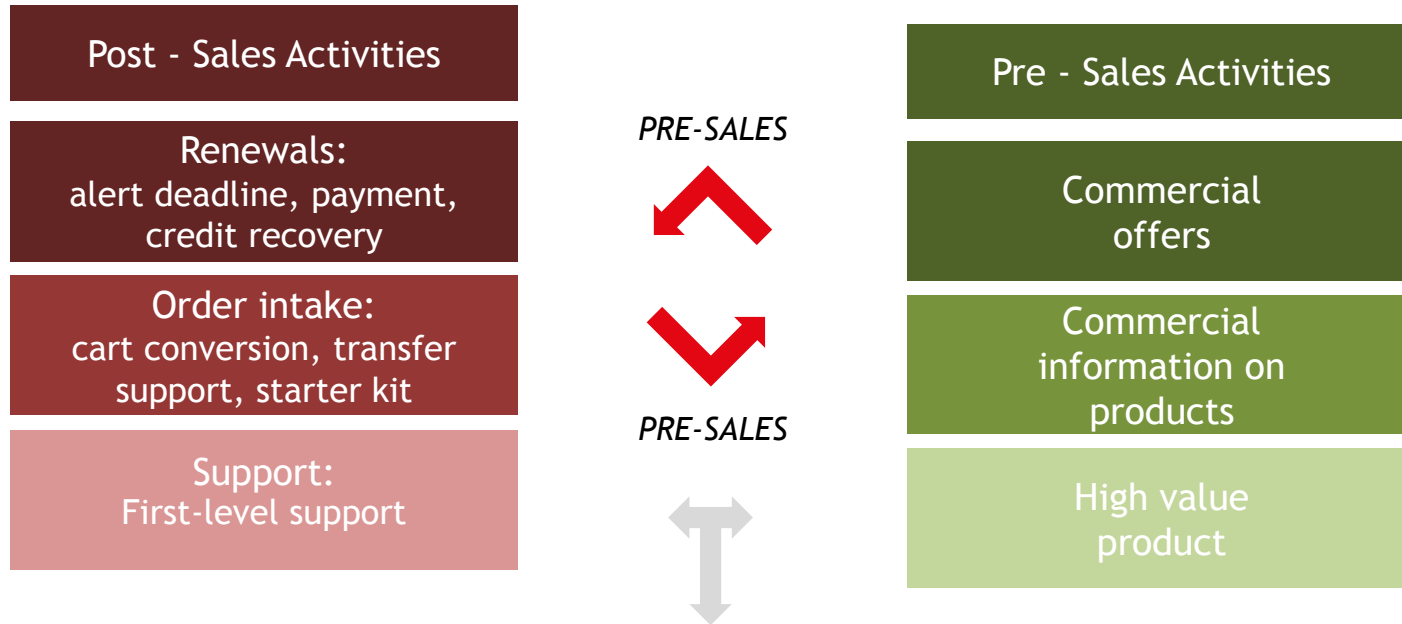 Post - Sales Activities
Renewals:
alert deadline, payment,
credit recovery
Order intake:
cart conversion, transfer
support, starter kit
Support:
First-level support
PRE-SALES
PRE-SALES
Pre - Sales Activities
Commercial
offers
Commercial
information on
products
High value
product